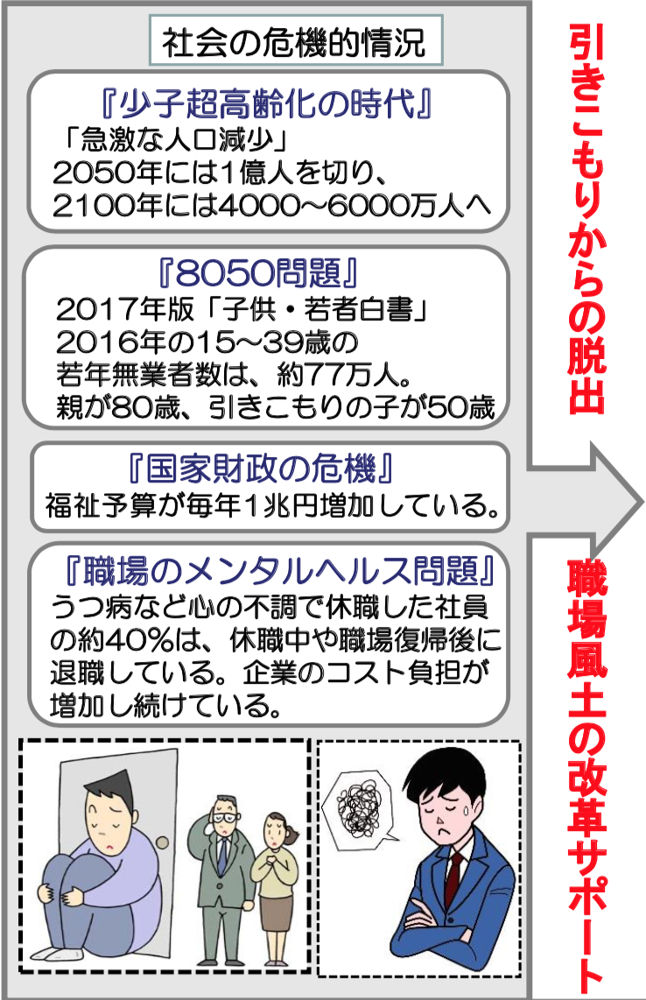 社会の危機的情況
『少子超高齢化の時代』
「急激な人口減少」
2050年には1億人を切り、
2100年には4000～6000万人へ
『8050問題』
2017年版「子供・若者白書」
2016年の15～39歳の
若年無業者数は、約77万人。
親が80歳、引きこもりの子が50歳
『国家財政の危機』
福祉予算が毎年1兆円増加している。
『職場のメンタルヘルス問題』
うつ病など心の不調で休職した社員
の約40%は、休職中や職場復帰後に
退職している。企業のコスト負担が
増加し続けている。
引きこもりからの脱出
職場風土の改革サポート